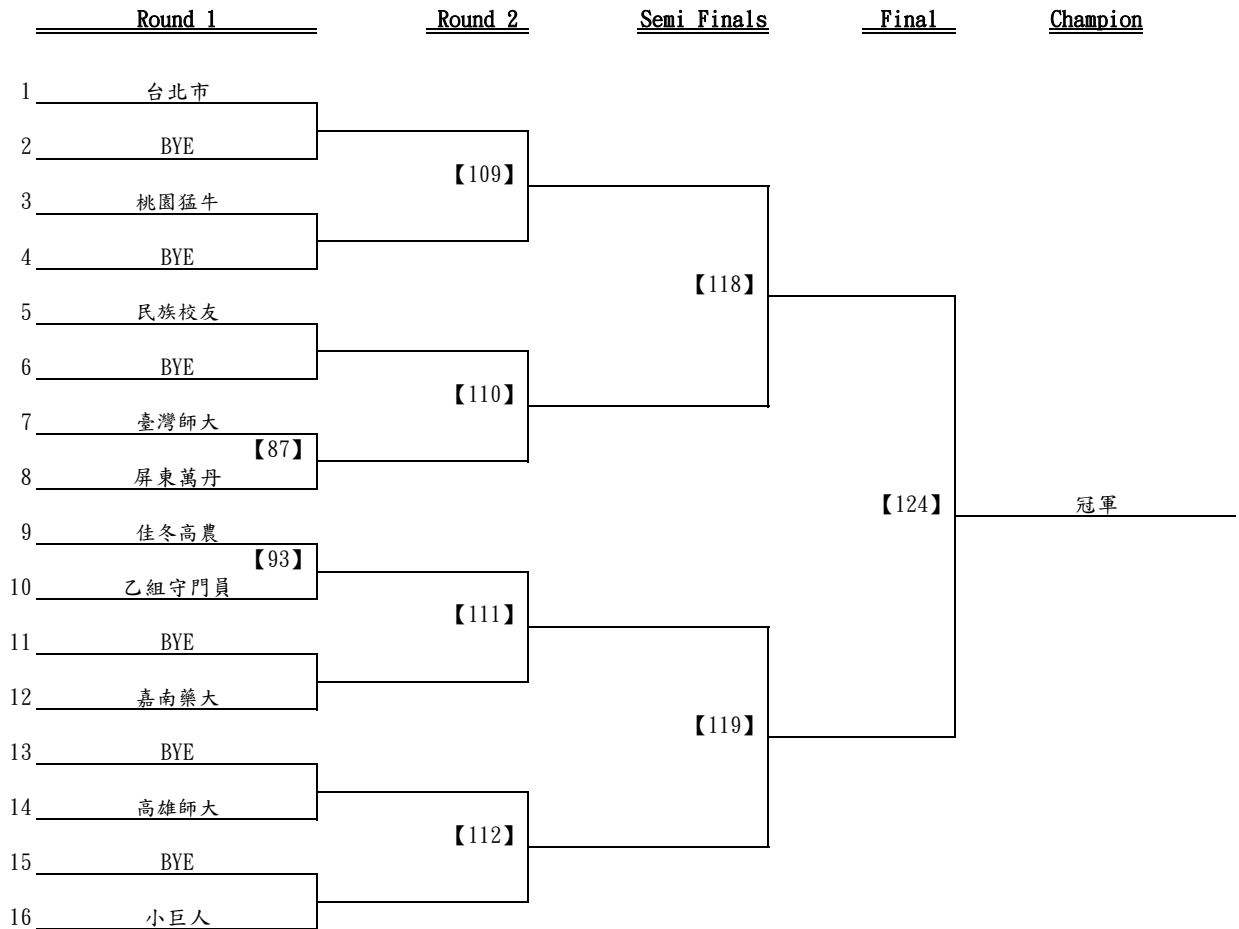 Round 1 Round 2 Semi Finals Final Champion
1 台北市
2 BYE
【109】
3 桃園猛牛
4 BYE
【118】
5 民族校友
6 BYE
【110】
7 臺灣師大
【87】
8 屏東萬丹
【124】 冠軍
9 佳冬高農
【93】
10 乙組守門員
【111】
11 BYE
12 嘉南藥大
【119】
13 BYE
14 高雄師大
【112】
15 BYE
16 小巨人